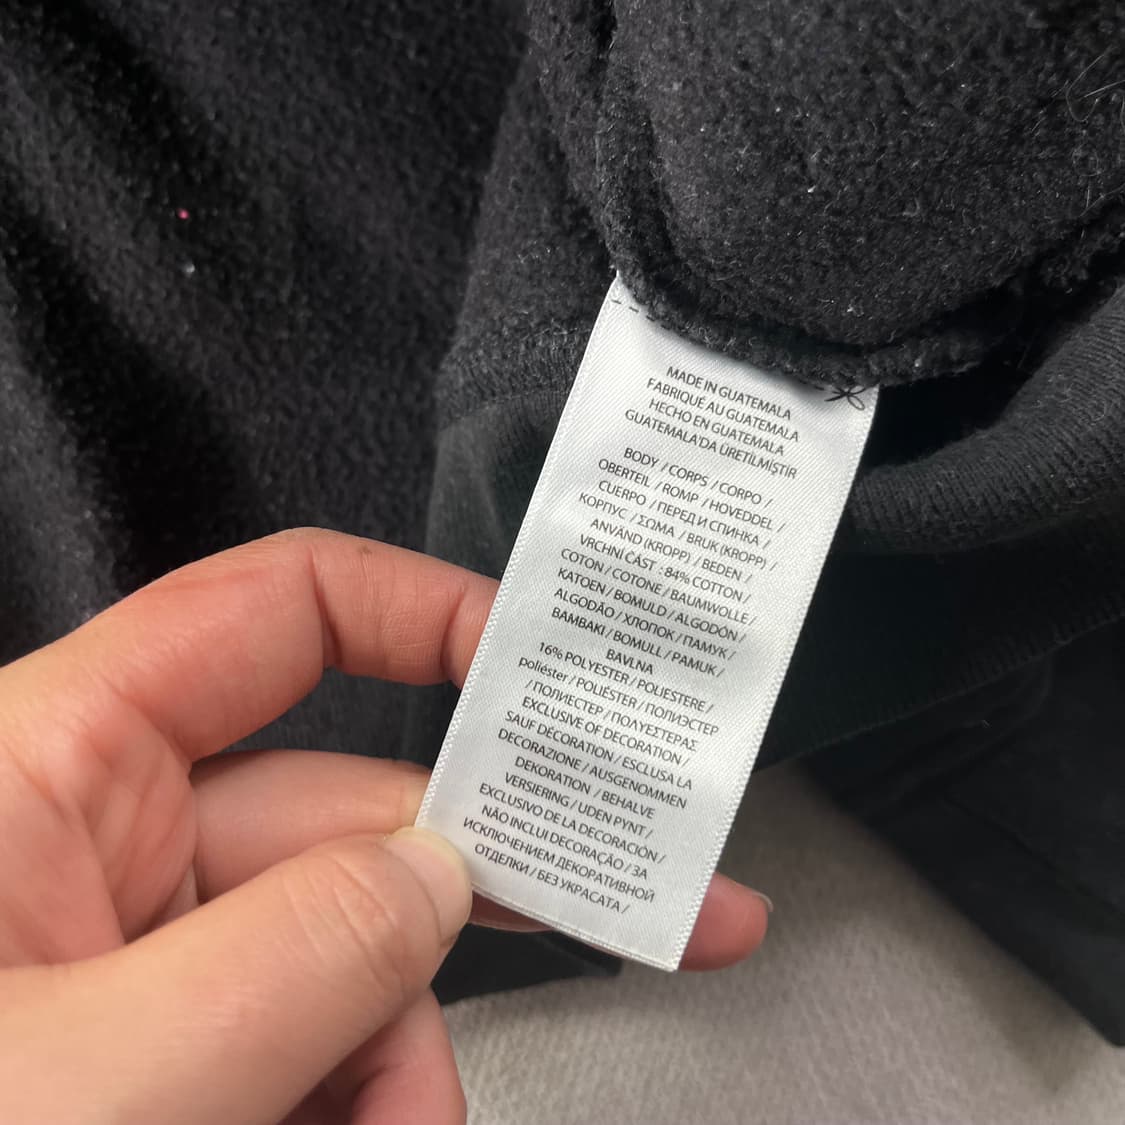 MADE IN GUATEMALA
FABRIQUÉ AU GUATEMALA
HECHO EN GUATEMALA
GUATEMALA'DA ÜRETİLMİŞTİR
BODY / CORPS / CORPO /
OBERTEIL / ROMP / HOVEDDEL /
CUERPO / ПЕРЕД И СПИНКА /
КОРПУС / ΣΩΜΑ / BRUK (KROPP) /
ANVÄND (KROPP) / BEDEN /
VRCHNÍ ČÁST : 84% COTTON /
COTON / COTONE / BAUMWOLLE /
KATOEN / BOMULD / ALGODÓN /
ALGODÃO / ХЛОПОК / ПАМУК /
BAMBAKI / BOMULL / PAMUK /
BAVLNA
16% POLYESTER / POLIESTERE /
poliéster / POLIÉSTER / ПОЛИЭСТЕР
/ ПОЛИЕСТЕР / ΠΟΛΥΕΣΤΕΡΑΣ
EXCLUSIVE OF DECORATION /
SAUF DÉCORATION / ESCLUSA LA
DECORAZIONE / AUSGENOMMEN
DEKORATION / BEHALVE
VERSIERING / UDEN PYNT /
EXCLUSIVO DE LA DECORACIÓN /
NÃO INCLUI DECORAÇÃO / ЗА
ИСКЛЮЧЕНИЕМ ДЕКОРАТИВНОЙ
ОТДЕЛКИ / БЕЗ УКРАСАТА /